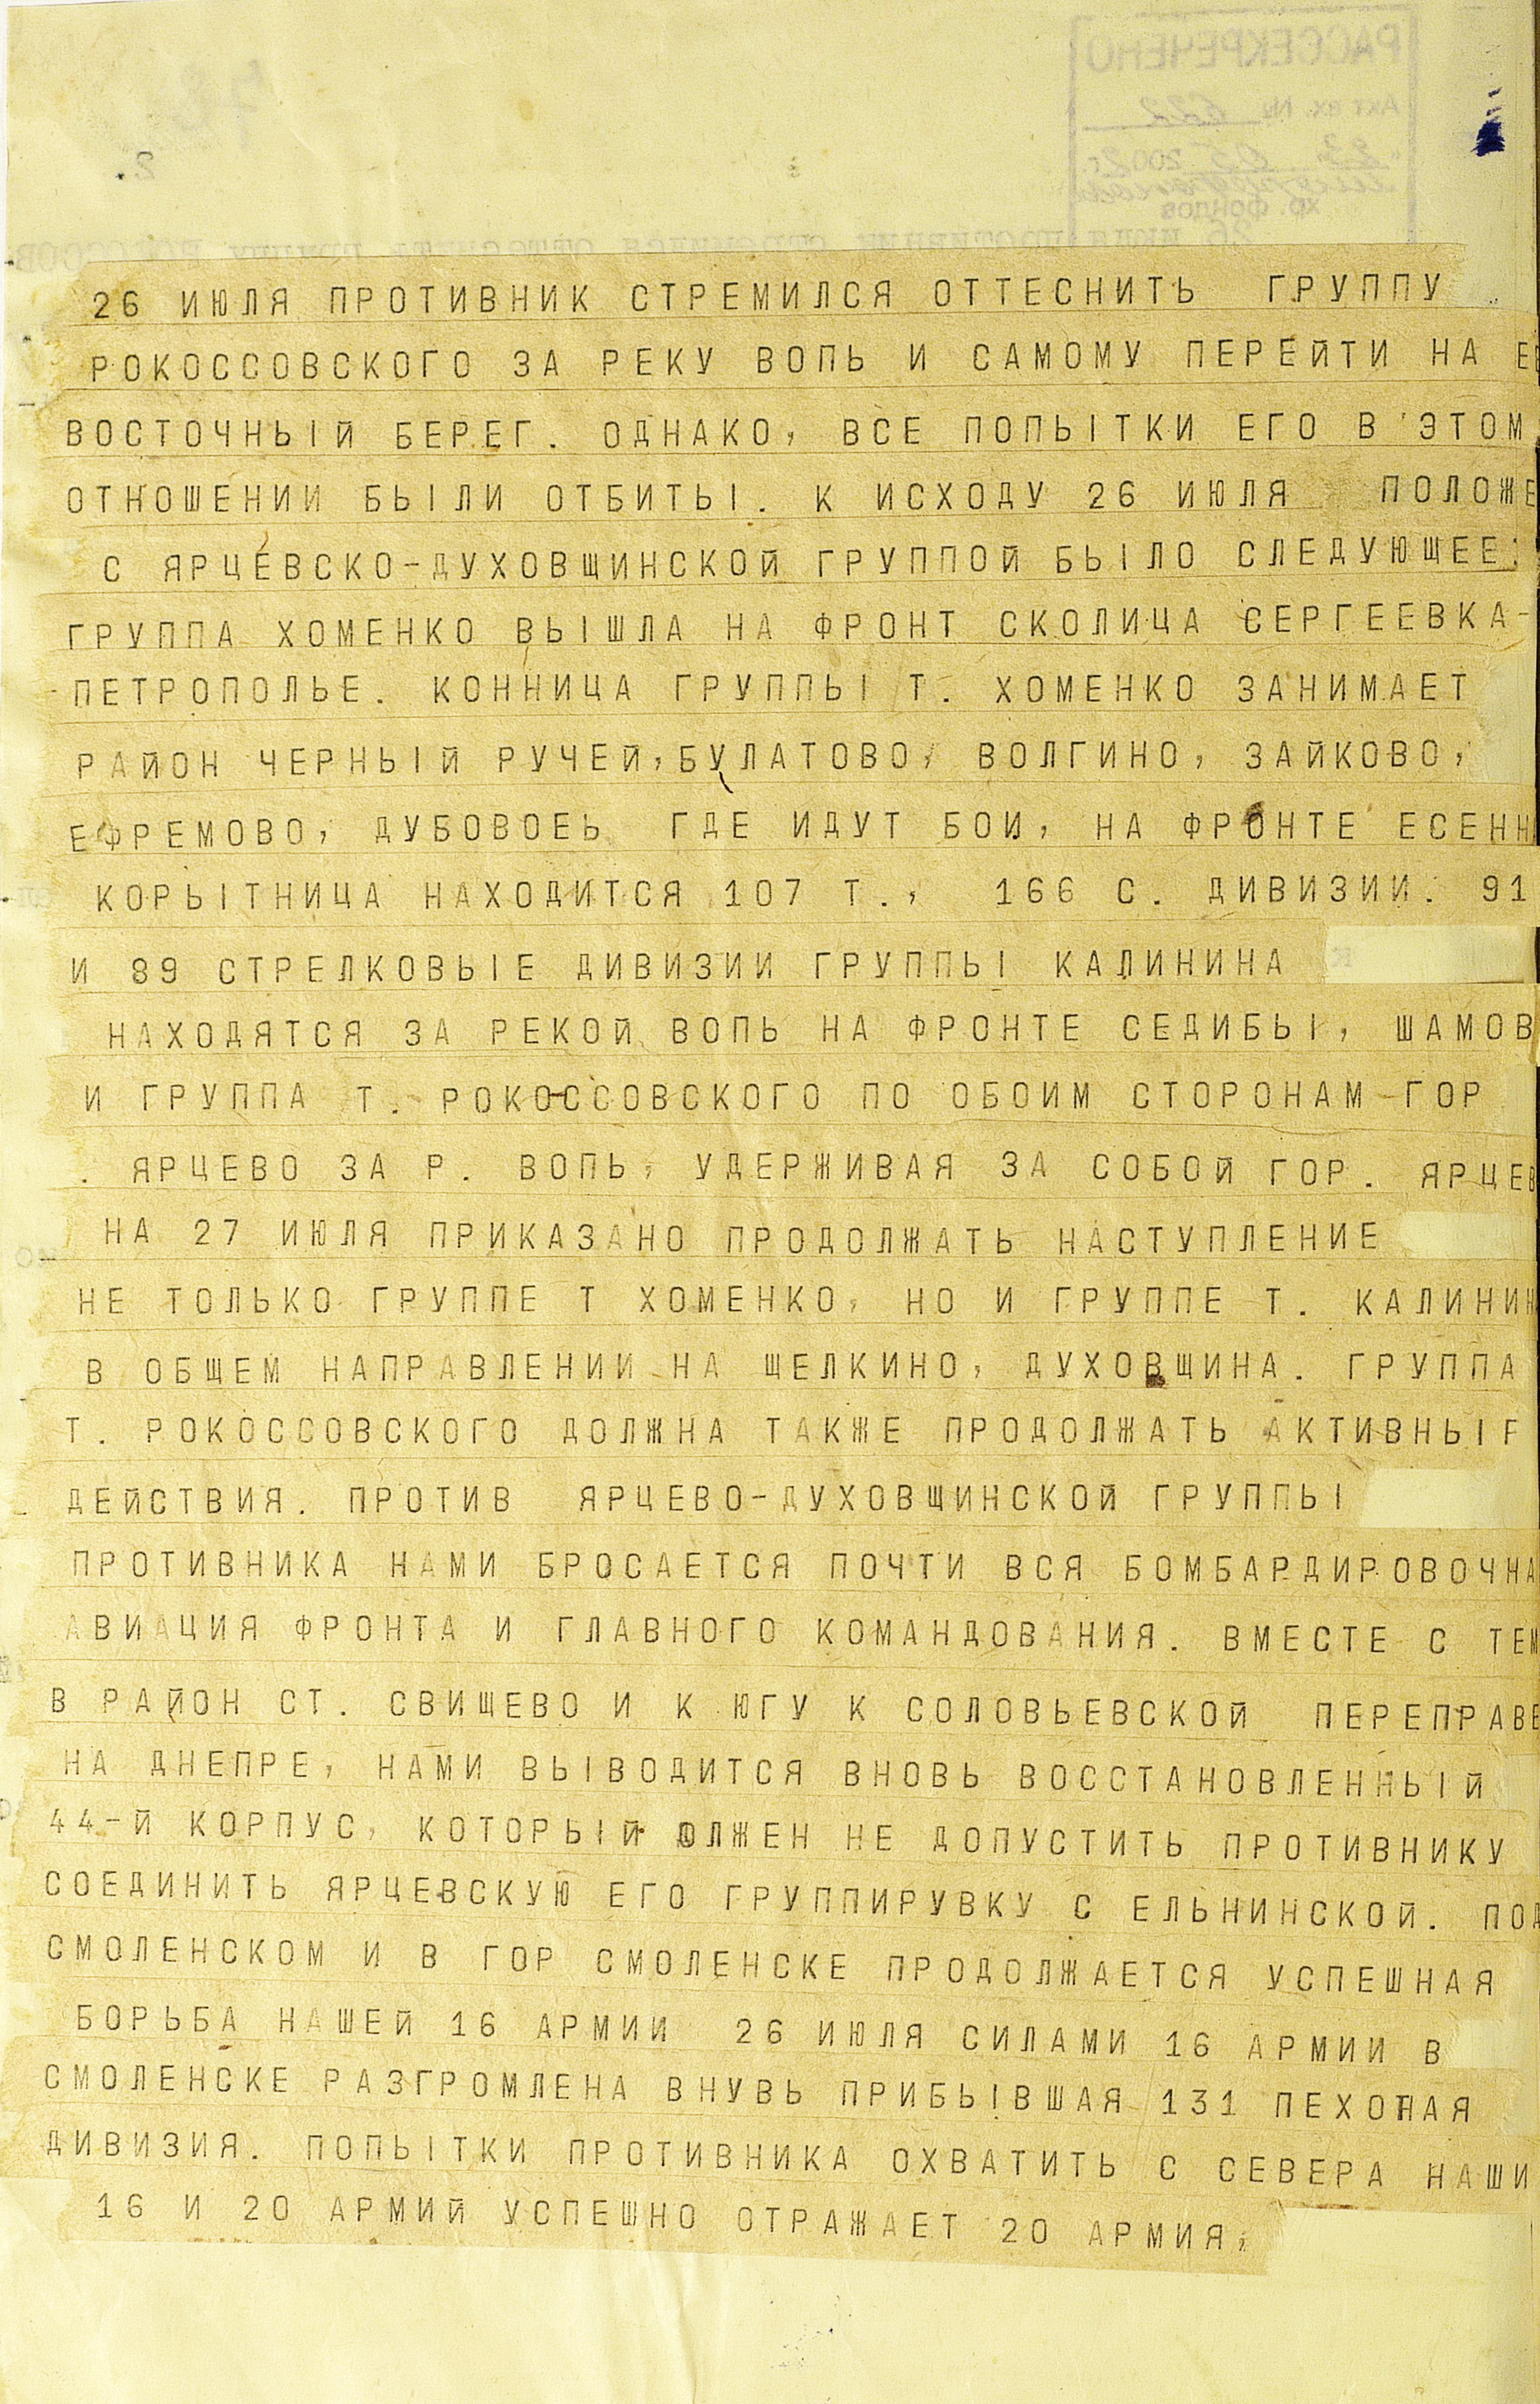 2.
26 ИЮЛЯ ПРОТИВНИК СТРЕМИЛСЯ ОТТЕСНИТЬ ГРУППУ
РОКОССОВСКОГО ЗА РЕКУ ВОПЬ И САМОМУ ПЕРЕЙТИ НА ЕЕ
ВОСТОЧНЫЙ БЕРЕГ. ОДНАКО, ВСЕ ПОПЫТКИ ЕГО В ЭТОМ
ОТНОШЕНИИ БЫЛИ ОТБИТЫ. К ИСХОДУ 26 ИЮЛЯ ПОЛОЖЕ
С ЯРЦЕВСКО-ДУХОВЩИНСКОЙ ГРУППОЙ БЫЛО СЛЕДУЮЩЕЕ:
ГРУППА ХОМЕНКО ВЫШЛА НА ФРОНТ СКОЛИЦА СЕРГЕЕВКА-
ПЕТРОПОЛЬЕ. КОННИЦА ГРУППЫ Т. ХОМЕНКО ЗАНИМАЕТ
РАЙОН ЧЕРНЫЙ РУЧЕЙ,БУЛАТОВО, ВОЛГИНО, ЗАЙКОВО,
ЕФРЕМОВО, ДУБОВОЕЬ ГДЕ ИДУТ БОИ, НА ФРОНТЕ ЕСЕНН
КОРЫТНИЦА НАХОДИТСЯ 107 Т., 166 С. ДИВИЗИИ. 91
И 89 СТРЕЛКОВЫЕ ДИВИЗИИ ГРУППЫ КАЛИНИНА
НАХОДЯТСЯ ЗА РЕКОЙ ВОПЬ НА ФРОНТЕ СЕДИБЫ, ШАМОВ
И ГРУППА Т. РОКОССОВСКОГО ПО ОБОИМ СТОРОНАМ ГОР
. ЯРЦЕВО ЗА Р. ВОПЬ, УДЕРЖИВАЯ ЗА СОБОЙ ГОР. ЯРЦЕВ
НА 27 ИЮЛЯ ПРИКАЗАНО ПРОДОЛЖАТЬ НАСТУПЛЕНИЕ
НЕ ТОЛЬКО ГРУППЕ Т ХОМЕНКО, НО И ГРУППЕ Т. КАЛИНИН
В ОБЩЕМ НАПРАВЛЕНИИ НА ЩЕЛКИНО, ДУХОВЩИНА. ГРУППА
Т. РОКОССОВСКОГО ДОЛЖНА ТАКЖЕ ПРОДОЛЖАТЬ АКТИВНЫЕ
ДЕЙСТВИЯ. ПРОТИВ ЯРЦЕВО-ДУХОВЩИНСКОЙ ГРУППЫ
ПРОТИВНИКА НАМИ БРОСАЕТСЯ ПОЧТИ ВСЯ БОМБАРДИРОВОЧНА
АВИАЦИЯ ФРОНТА И ГЛАВНОГО КОМАНДОВАНИЯ. ВМЕСТЕ С ТЕМ
В РАЙОН СТ. СВИЩЕВО И К ЮГУ К СОЛОВЬЕВСКОЙ ПЕРЕПРАВЕ
НА ДНЕПРЕ, НАМИ ВЫВОДИТСЯ ВНОВЬ ВОССТАНОВЛЕННЫЙ
44-Й КОРПУС, КОТОРЫЙ ОЛЖЕН НЕ ДОПУСТИТЬ ПРОТИВНИКУ
СОЕДИНИТЬ ЯРЦЕВСКУЮ ЕГО ГРУППИРУВКУ С ЕЛЬНИНСКОЙ. ПОД
СМОЛЕНСКОМ И В ГОР СМОЛЕНСКЕ ПРОДОЛЖАЕТСЯ УСПЕШНАЯ
БОРЬБА НАШЕЙ 16 АРМИИ 26 ИЮЛЯ СИЛАМИ 16 АРМИИ В
СМОЛЕНСКЕ РАЗГРОМЛЕНА ВНУВЬ ПРИБЫВШАЯ 131 ПЕХОТНАЯ
ДИВИЗИЯ. ПОПЫТКИ ПРОТИВНИКА ОХВАТИТЬ С СЕВЕРА НАШИ
16 И 20 АРМИЙ УСПЕШНО ОТРАЖАЕТ 20 АРМИЯ,